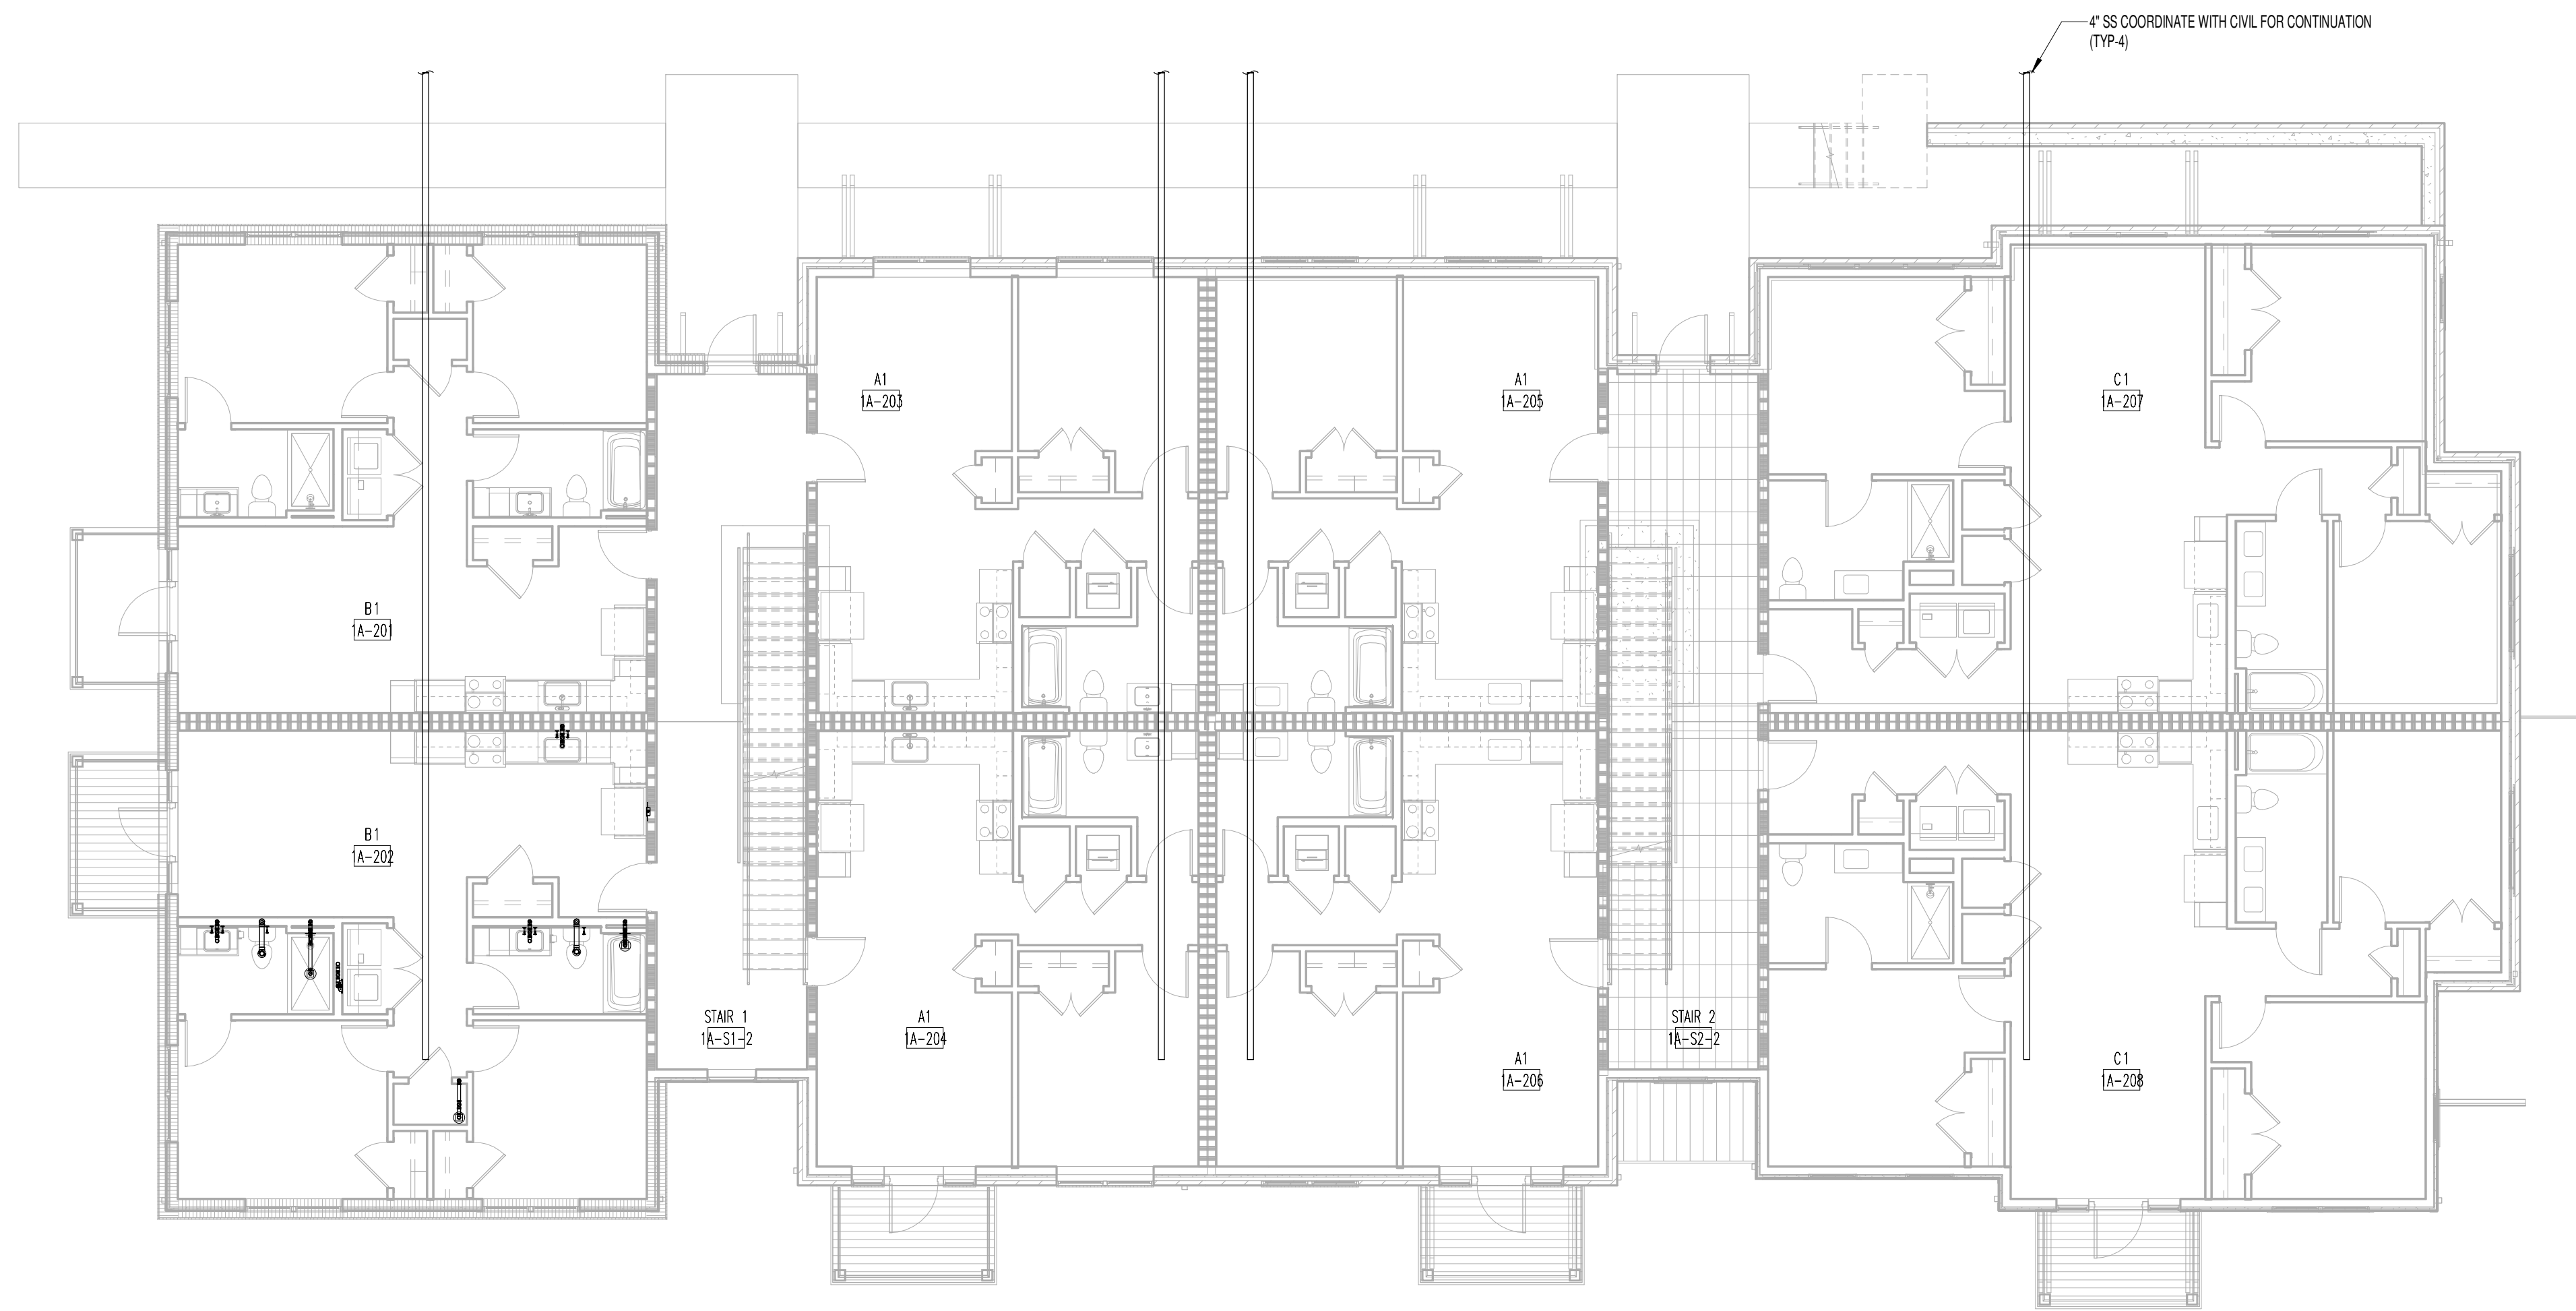 4" SS COORDINATE WITH CIVIL FOR CONTINUATION
(TYP-4)
A1
1A-203
A1
1A-205
C1
1A-207
B1
1A-201
B1
1A-202
STAIR 1
1A-S1-2
A1
1A-204
STAIR 2
1A-S2-2
A1
1A-206
C1
1A-208